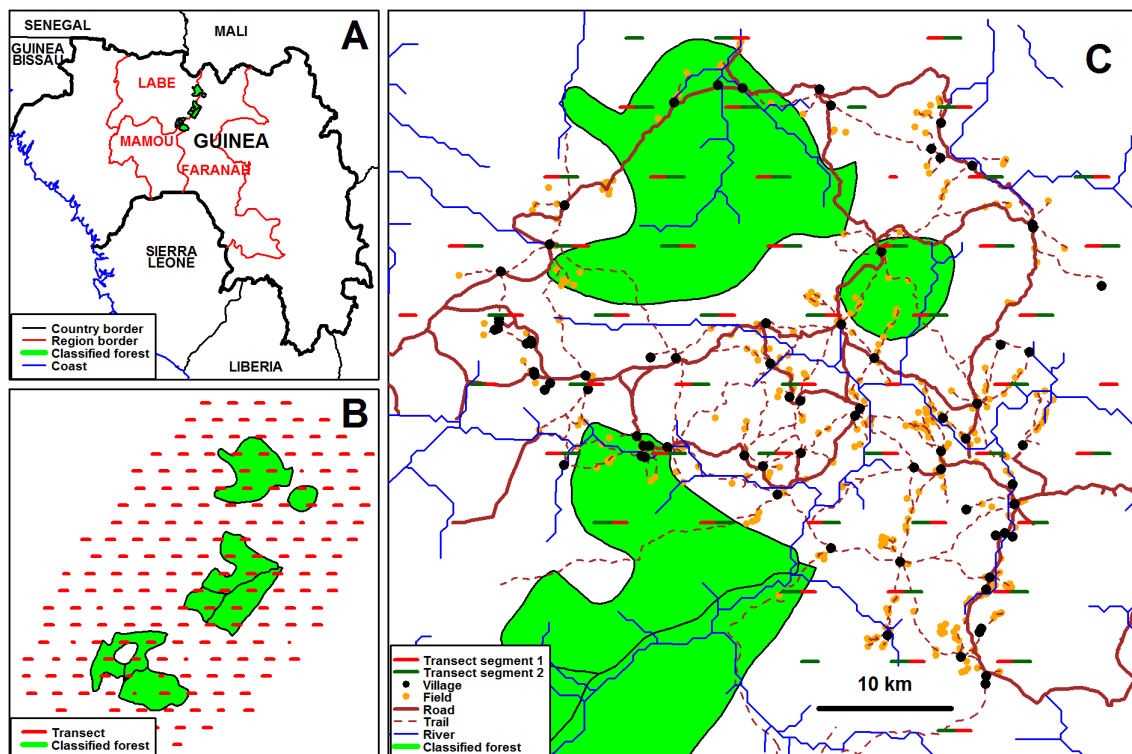 SENEGAL
MALI
A
GUINEA
BISSAU
LABE
GUINEA
MAMOU
FARANAH
SIERRA
LEONE
LIBERIA
Country border
Region border
Classified forest
Coast
B
Transect
Classified forest
C
10 km
Transect segment 1
Transect segment 2
Village
Field
Road
Trail
River
Classified forest